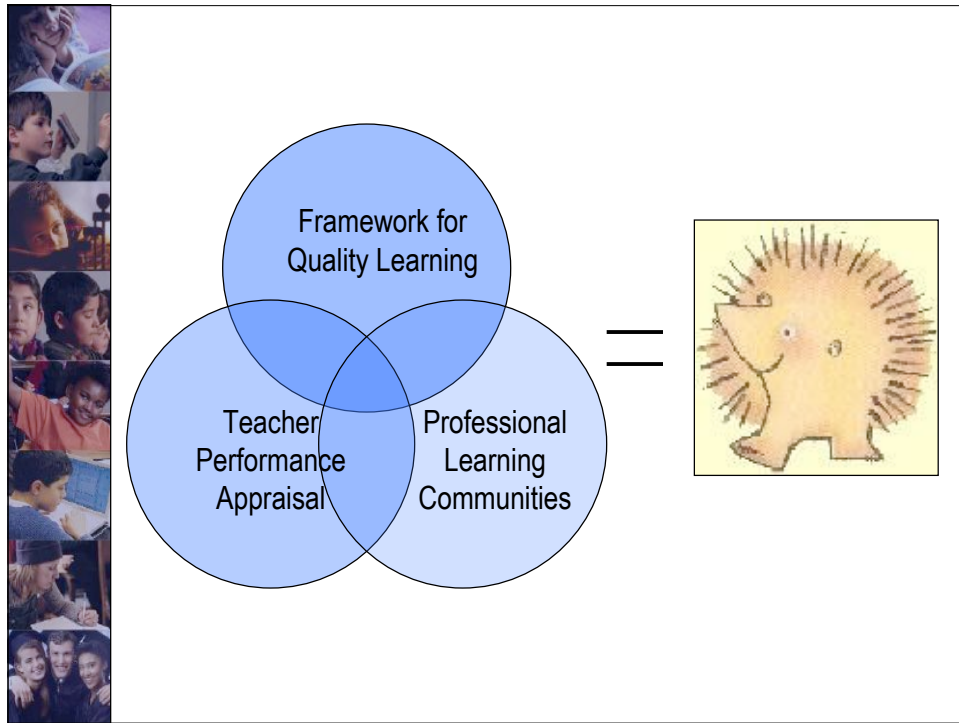 Framework for
Quality Learning
Teacher
Performance
Appraisal
Professional
Learning
Communities
=